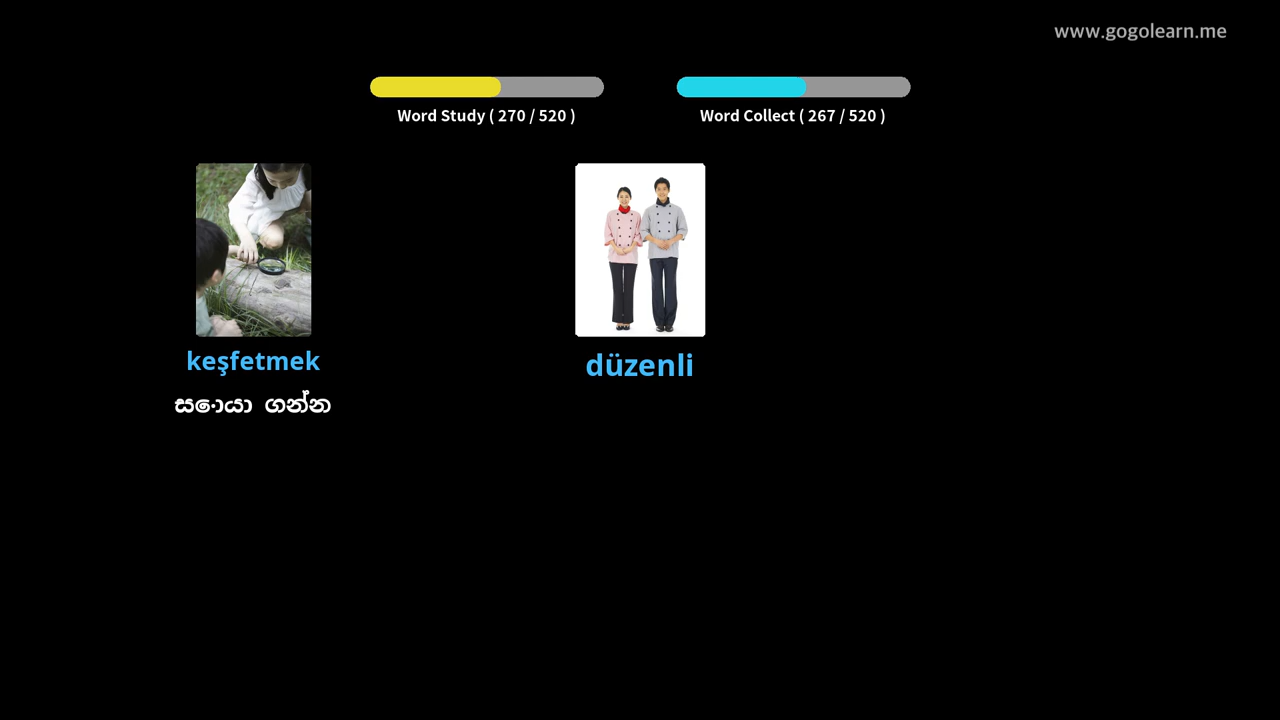 www.gogolearn.me
Word Study ( 270 / 520 )
Word Collect ( 267 / 520 )
keşfetmek
සොයා ගන්න
düzenli